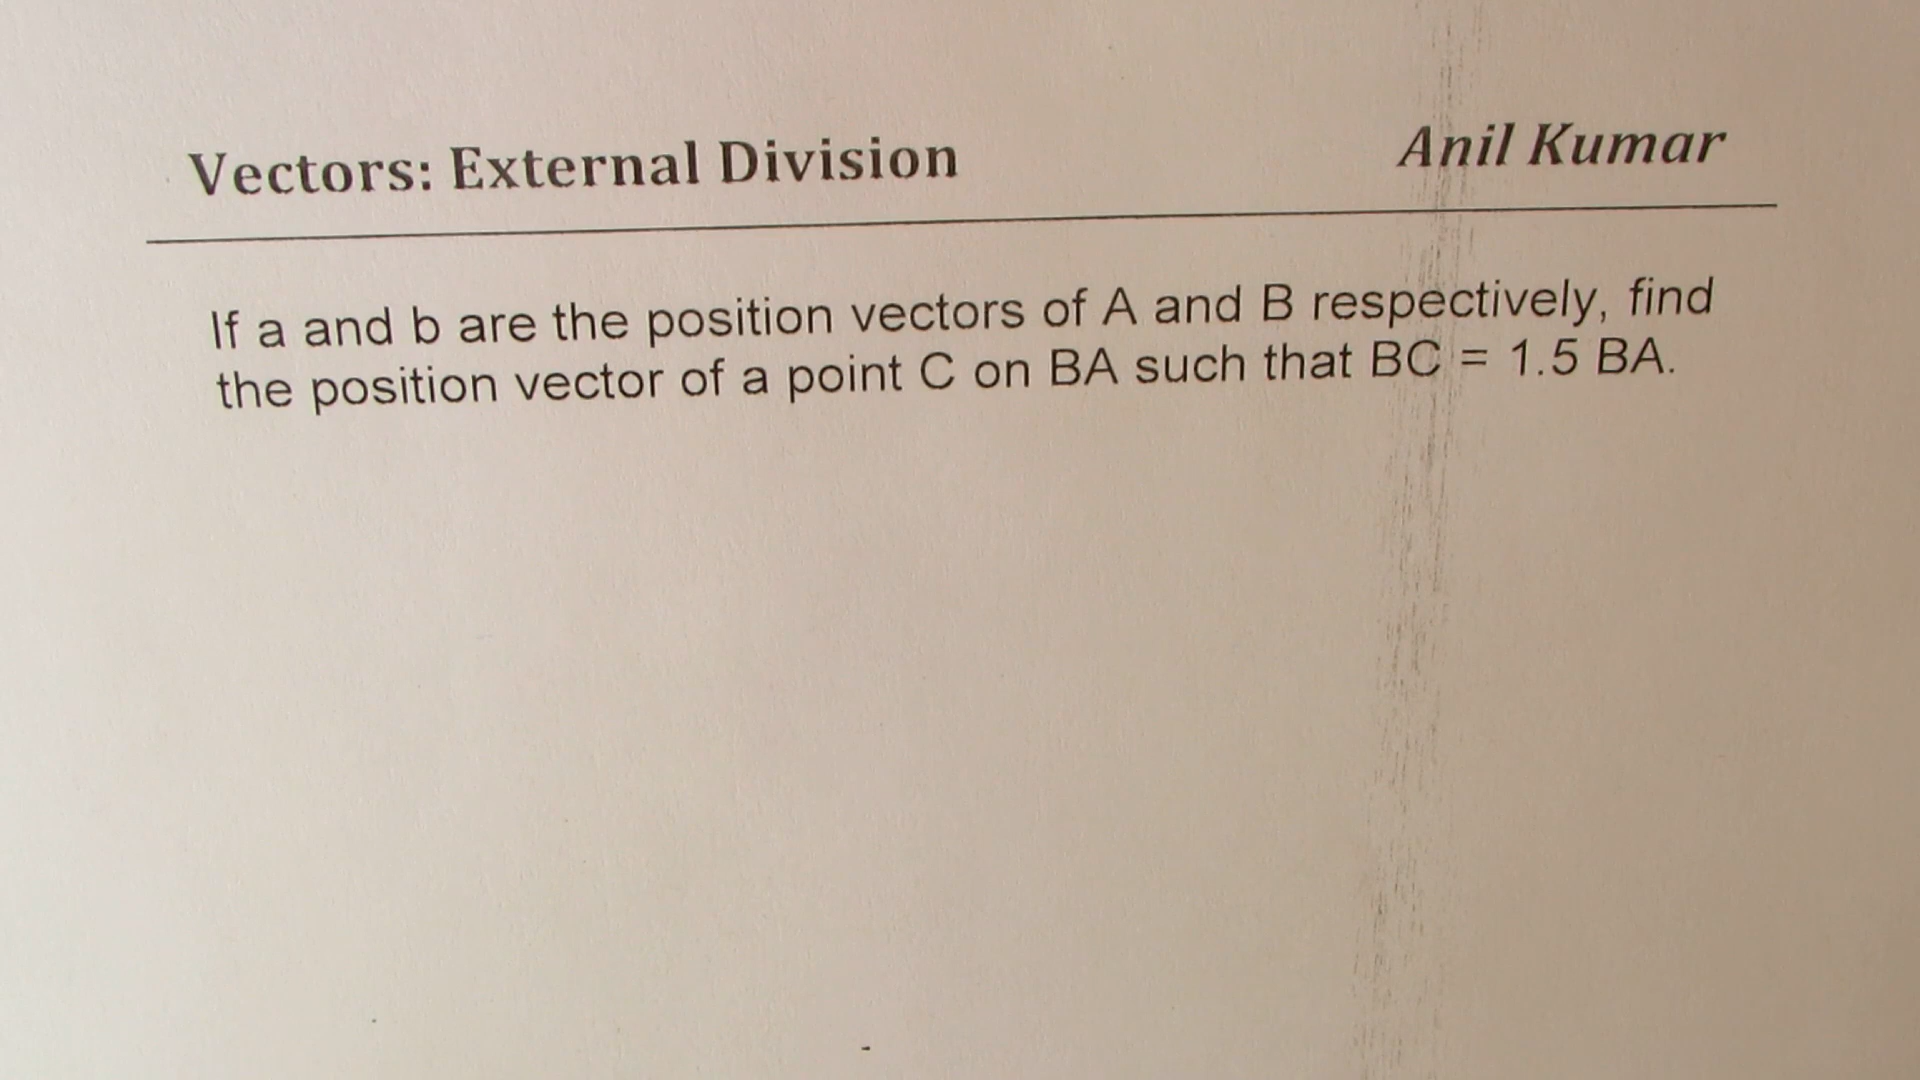 Vectors: External Division
Anil Kumar
If a and b are the position vectors of A and B respectively, find
the position vector of a point C on BA such that BC = 1.5 BA.